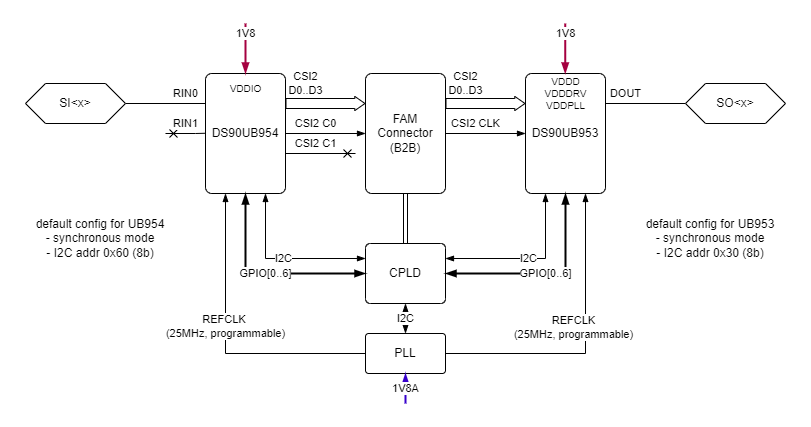 1V8
1V8
SI<x>
RIN0
RIN1
VDDIO
DS90UB954
CSI2
D0..D3
CSI2 C0
CSI2 C1
FAM
Connector
(B2B)
CSI2
D0..D3
CSI2 CLK
VDDD
VDDDRV
VDDPLL
DS90UB953
DOUT
SO<x>
default config for UB954
- synchronous mode
- I2C addr 0x60 (8b)
I2C
GPIO[0..6]
CPLD
I2C
GPIO[0..6]
default config for UB953
- synchronous mode
- I2C addr 0x30 (8b)
REFCLK
(25MHz, programmable)
I2C
REFCLK
(25MHz, programmable)
PLL
1V8A